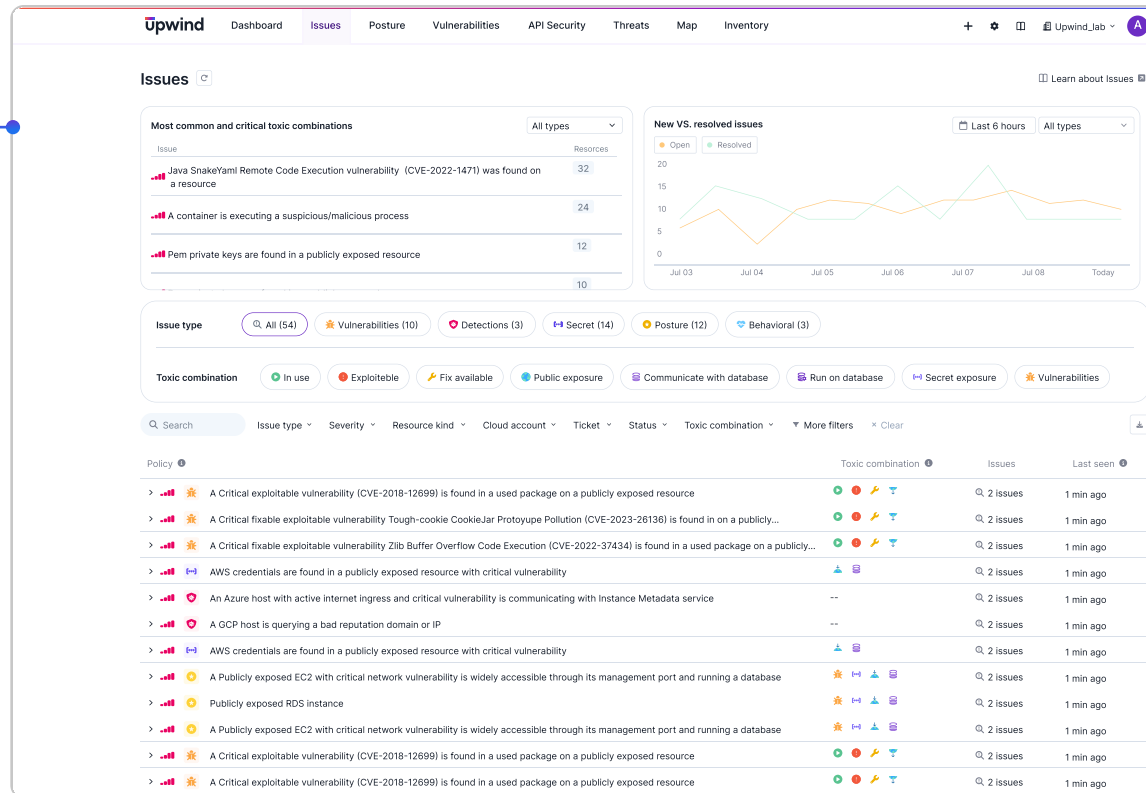 upwind Dashboard Issues Posture Vulnerabilities API Security Threats Map Inventory Upwind_lab A
Issues
Learn about Issues
Most common and critical toxic combinations All types
Issue Resorces
Java SnakeYaml Remote Code Execution vulnerability (CVE-2022-1471) was found on 32
a resource
A container is executing a suspicious/malicious process 24
Pem private keys are found in a publicly exposed resource 12
10
New VS. resolved issues Last 6 hours All types
Open Resolved
20
15
10
5
0
Jul 03 Jul 04 Jul 05 Jul 06 Jul 07 Jul 08 Today
Issue type All (54) Vulnerabilities (10) Detections (3) Secret (14) Posture (12) Behavioral (3)
Toxic combination In use Exploiteble Fix available Public exposure Communicate with database Run on database Secret exposure Vulnerabilities
Search Issue type Severity Resource kind Cloud account Ticket Status Toxic combination More filters × Clear
Policy Toxic combination Issues Last seen
A Critical exploitable vulnerability (CVE-2018-12699) is found in a used package on a publicly exposed resource 2 issues 1 min ago
A Critical fixable exploitable vulnerability Tough-cookie CookieJar Protoyupe Pollution (CVE-2023-26136) is found in on a publicly... 2 issues 1 min ago
A Critical fixable exploitable vulnerability Zlib Buffer Overflow Code Execution (CVE-2022-37434) is found in a used package on a publicly... 2 issues 1 min ago
AWS credentials are found in a publicly exposed resource with critical vulnerability 2 issues 1 min ago
An Azure host with active internet ingress and critical vulnerability is communicating with Instance Metadata service -- 2 issues 1 min ago
A GCP host is querying a bad reputation domain or IP -- 2 issues 1 min ago
AWS credentials are found in a publicly exposed resource with critical vulnerability 2 issues 1 min ago
A Publicly exposed EC2 with critical network vulnerability is widely accessible through its management port and running a database 2 issues 1 min ago
Publicly exposed RDS instance 2 issues 1 min ago
A Publicly exposed EC2 with critical network vulnerability is widely accessible through its management port and running a database 2 issues 1 min ago
A Critical exploitable vulnerability (CVE-2018-12699) is found in a used package on a publicly exposed resource 2 issues 1 min ago
A Critical exploitable vulnerability (CVE-2018-12699) is found in a used package on a publicly exposed resource 2 issues 1 min ago